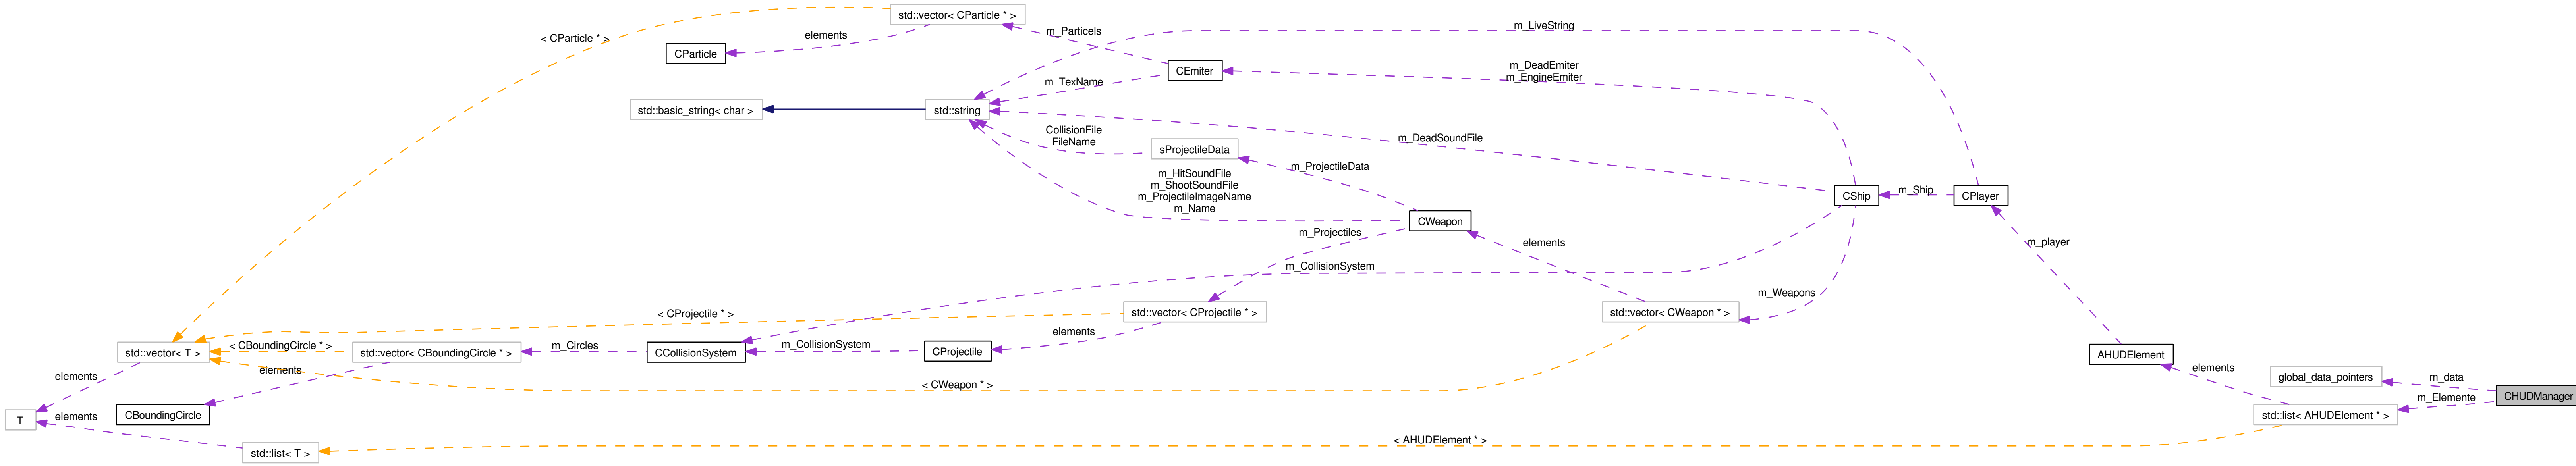 std::vector< CParticle * >
m_LiveString
m_Particels
elements
< CParticle * >
CParticle
m_DeadEmiter
m_EngineEmiter
CEmiter
m_TexName
std::basic_string< char >
std::string
CollisionFile
FileName
m_DeadSoundFile
sProjectileData
m_ProjectileData
m_HitSoundFile
m_ShootSoundFile
m_ProjectileImageName
m_Name
CShip
m_Ship
CPlayer
CWeapon
m_Projectiles
elements
m_player
m_CollisionSystem
m_Weapons
< CProjectile * >
std::vector< CProjectile * >
std::vector< CWeapon * >
elements
std::vector< T >
< CBoundingCircle * >
std::vector< CBoundingCircle * >
m_Circles
CCollisionSystem
m_CollisionSystem
CProjectile
AHUDElement
elements
elements
elements
global_data_pointers
m_data
< CWeapon * >
CHUDManager
m_Elemente
T
elements
CBoundingCircle
std::list< AHUDElement * >
< AHUDElement * >
std::list< T >